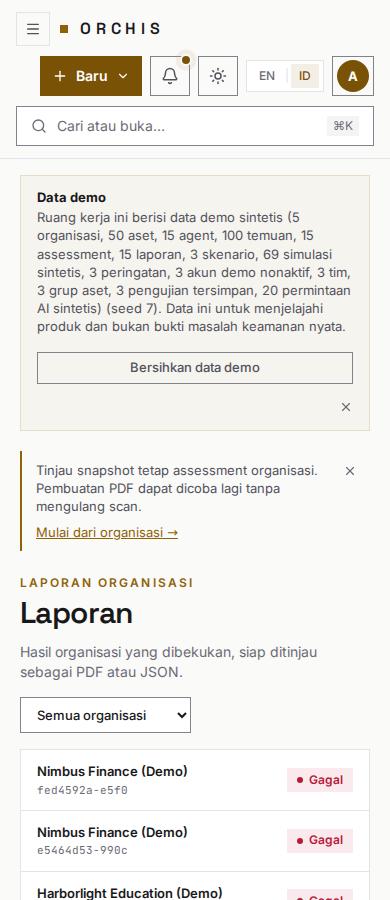 ORCHIS
Baru
EN ID
A
Cari atau buka...
⌘K
Data demo
Ruang kerja ini berisi data demo sintetis (5
organisasi, 50 aset, 15 agent, 100 temuan, 15
assessment, 15 laporan, 3 skenario, 69 simulasi
sintetis, 3 peringatan, 3 akun demo nonaktif, 3 tim,
3 grup aset, 3 pengujian tersimpan, 20 permintaan
AI sintetis) (seed 7). Data ini untuk menjelajahi
produk dan bukan bukti masalah keamanan nyata.
Bersihkan data demo
Tinjau snapshot tetap assessment organisasi.
Pembuatan PDF dapat dicoba lagi tanpa
mengulang scan.
Mulai dari organisasi →
LAPORAN ORGANISASI
Laporan
Hasil organisasi yang dibekukan, siap ditinjau
sebagai PDF atau JSON.
Semua organisasi
Nimbus Finance (Demo)
Gagal
fed4592a-e5f0
Nimbus Finance (Demo)
Gagal
e5464d53-990c
Harborlight Education (Demo)
Gagal